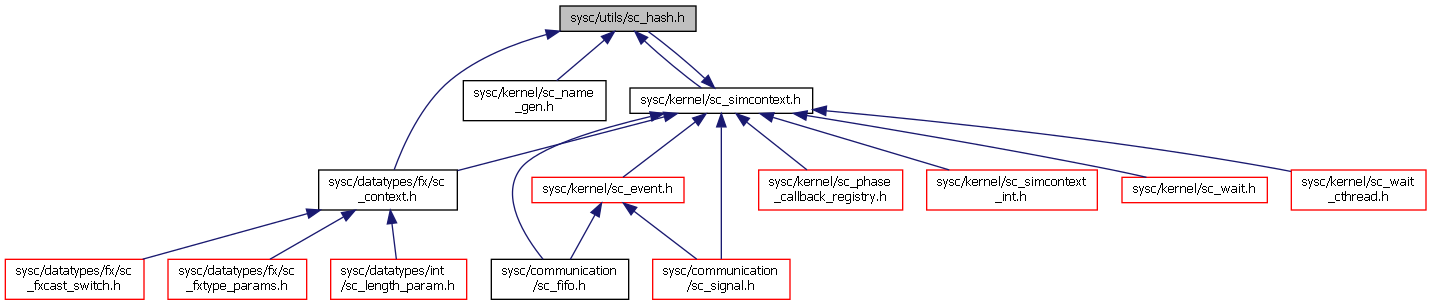 sysc/utils/sc_hash.h
sysc/kernel/sc_name
_gen.h
sysc/kernel/sc_simcontext.h
sysc/datatypes/fx/sc
_context.h
sysc/kernel/sc_event.h
sysc/kernel/sc_phase
_callback_registry.h
sysc/kernel/sc_simcontext
_int.h
sysc/kernel/sc_wait.h
sysc/kernel/sc_wait
_cthread.h
sysc/datatypes/fx/sc
_fxcast_switch.h
sysc/datatypes/fx/sc
_fxtype_params.h
sysc/datatypes/int
/sc_length_param.h
sysc/communication
/sc_fifo.h
sysc/communication
/sc_signal.h